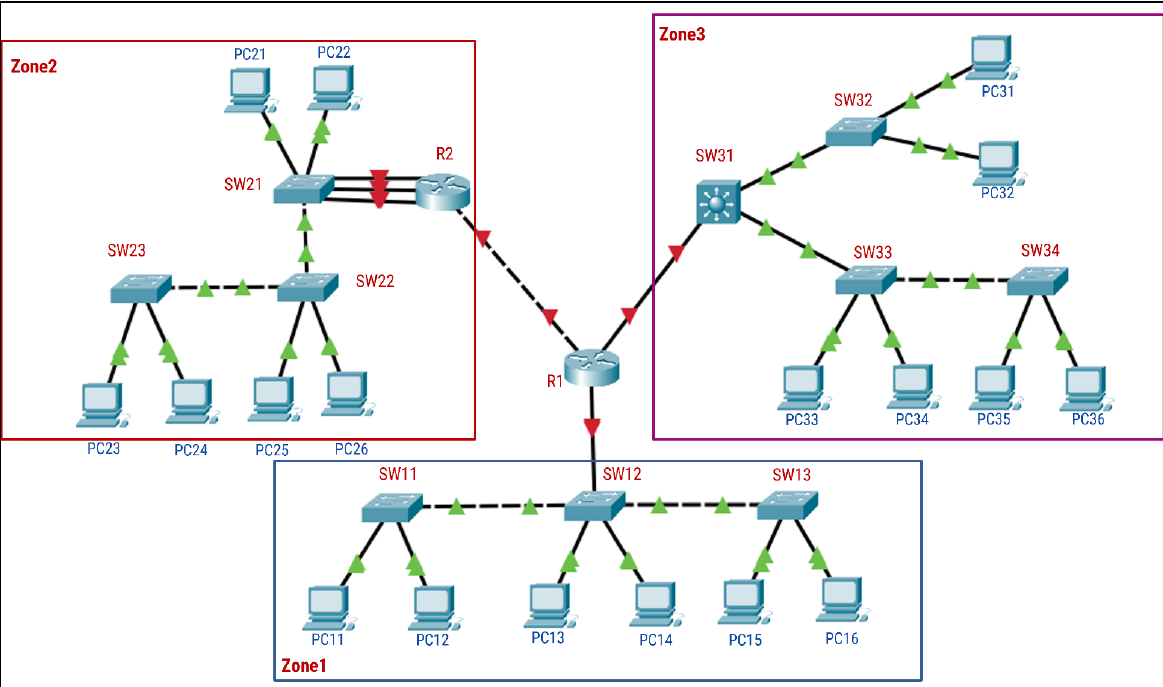 Zone2
PC21
PC22
R2
SW21
SW23
SW22
PC23
PC24
PC25
PC26
Zone3
PC31
SW32
SW31
PC32
SW33
SW34
PC33
PC34
PC35
PC36
R1
SW11
SW12
SW13
PC11
PC12
PC13
PC14
PC15
PC16
Zone1